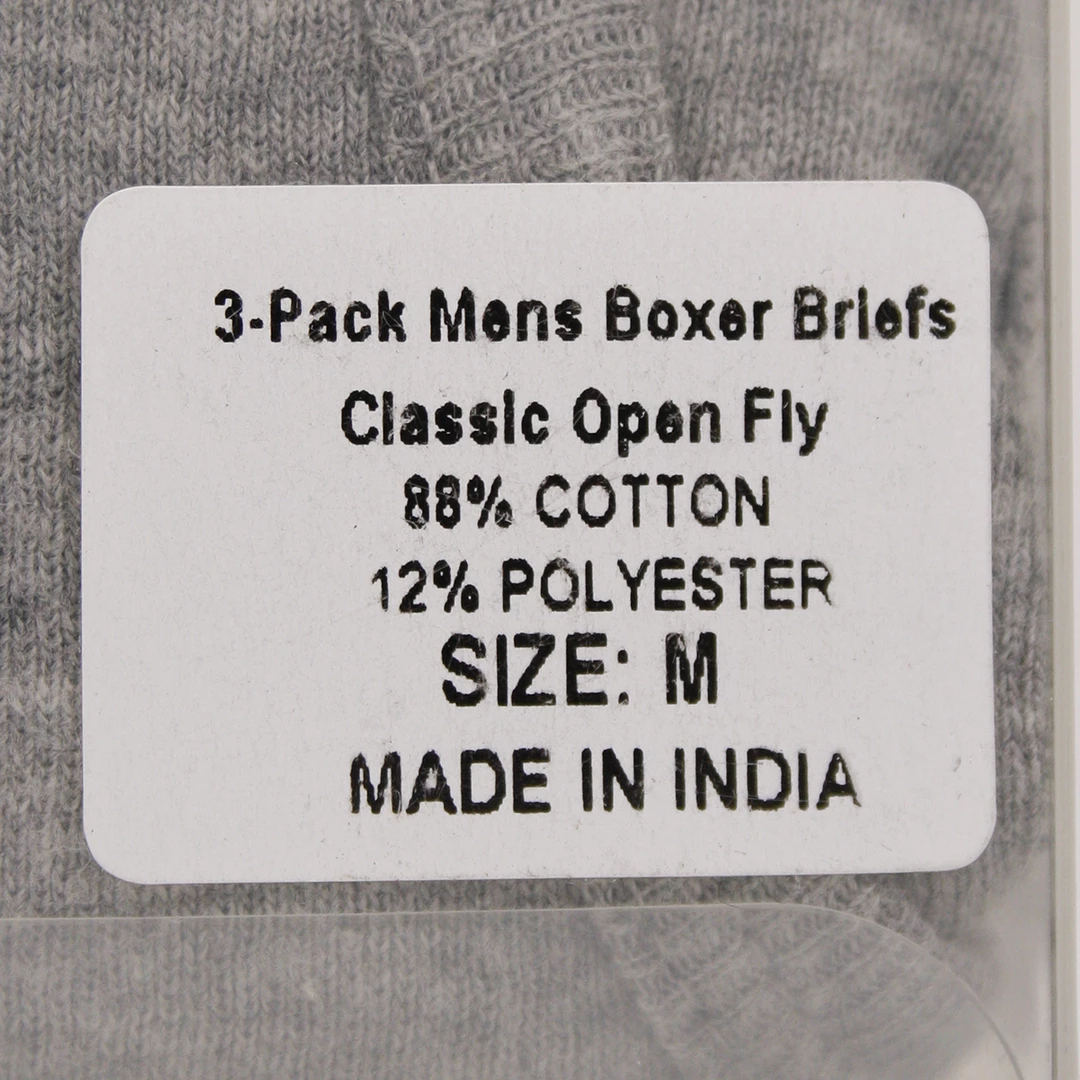 3-Pack Mens Boxer Briefs
Classic Open Fly
88% COTTON
12% POLYESTER
SIZE: M
MADE IN INDIA